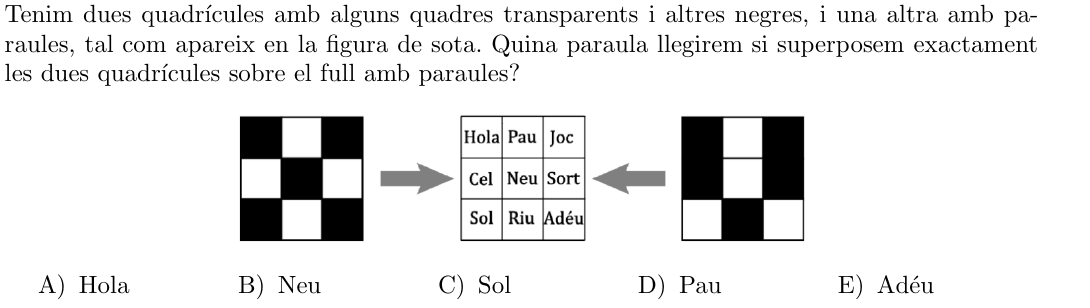 Tenim dues quadrícules amb alguns quadres transparents i altres negres, i una altra amb pa-
raules, tal com apareix en la figura de sota. Quina paraula llegirem si superposem exactament
les dues quadrícules sobre el full amb paraules?
Hola Pau Joc
Cel Neu Sort
Sol Riu Adéu
A) Hola B) Neu C) Sol D) Pau E) Adéu